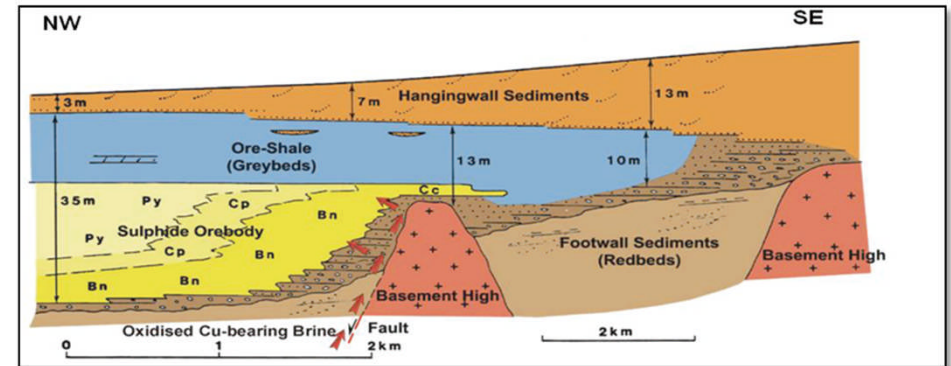 NW
SE
3m
7m
Hangingwall Sediments
13m
Ore-Shale
(Greybeds)
13m
10m
35m
Py
Cp
Bn
Cc
Sulphide Orebody
Py
Cp
Bn
Bn
Bn
Footwall Sediments
(Redbeds)
Basement High
Basement High
Oxidised Cu-bearing Brine
Fault
0
1
2km
2km